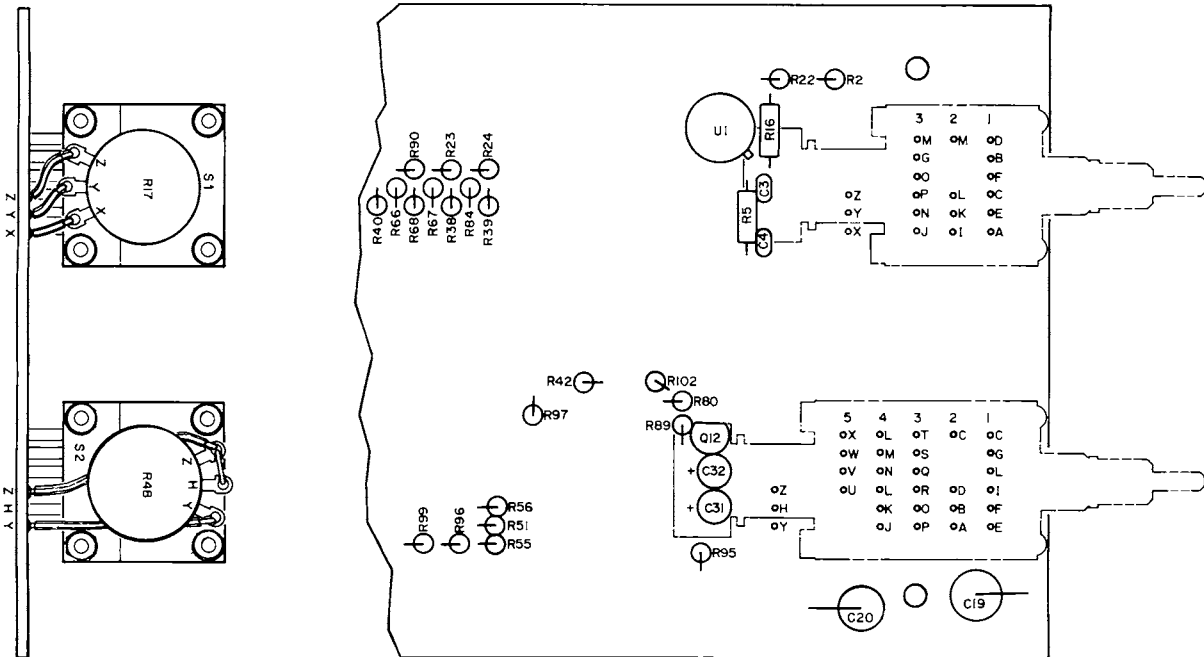 Z Y X
Z
Y
X
R17
S1
Z H Y
S2
Z
H
Y
R48
R90
R23
R24
R40
R66
R68
R67
R38
R84
R39
R22
R2
U1
R16
R5
C3
C4
3 2 1
M M D
G B
O F
Z P L C
Y N K E
X J I A
R42
R97
R102
R80
R89
Q12
+ C32
+ C31
R99
R96
R56
R51
R55
R95
5 4 3 2 1
X L T C C
W M S G
V N Q L
Z U L R D I
H K O B F
Y J P A E
C20
C19